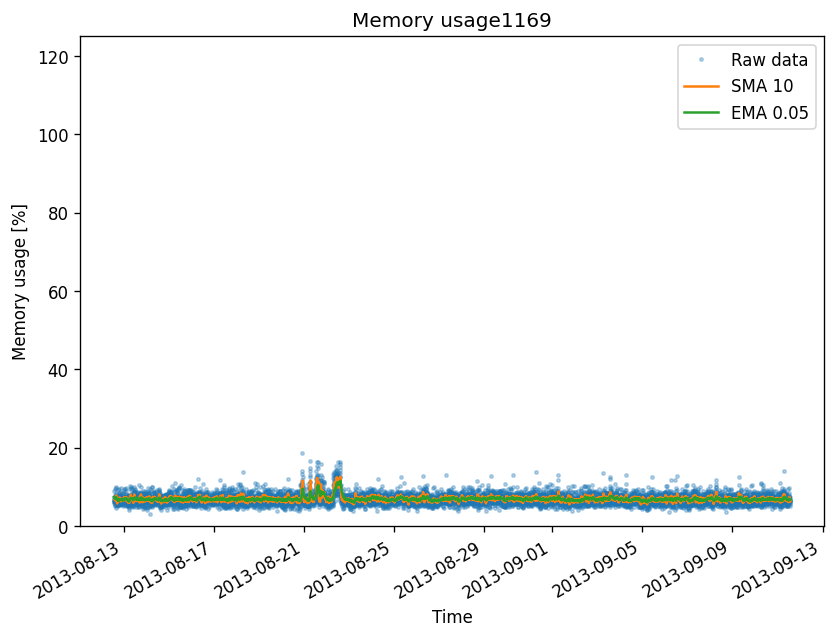 Memory usage1169
Raw data
SMA 10
EMA 0.05
Memory usage [%]
120
100
80
60
40
20
0
2013-08-13
2013-08-17
2013-08-21
2013-08-25
2013-08-29
2013-09-01
2013-09-05
2013-09-09
2013-09-13
Time